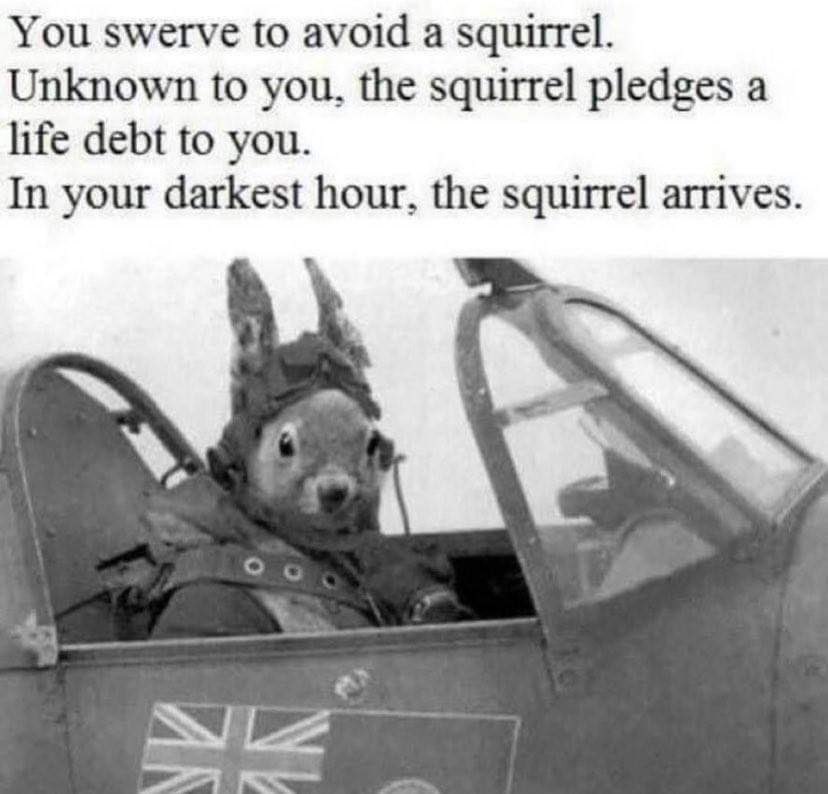 You swerve to avoid a squirrel.
Unknown to you, the squirrel pledges a
life debt to you.
In your darkest hour, the squirrel arrives.